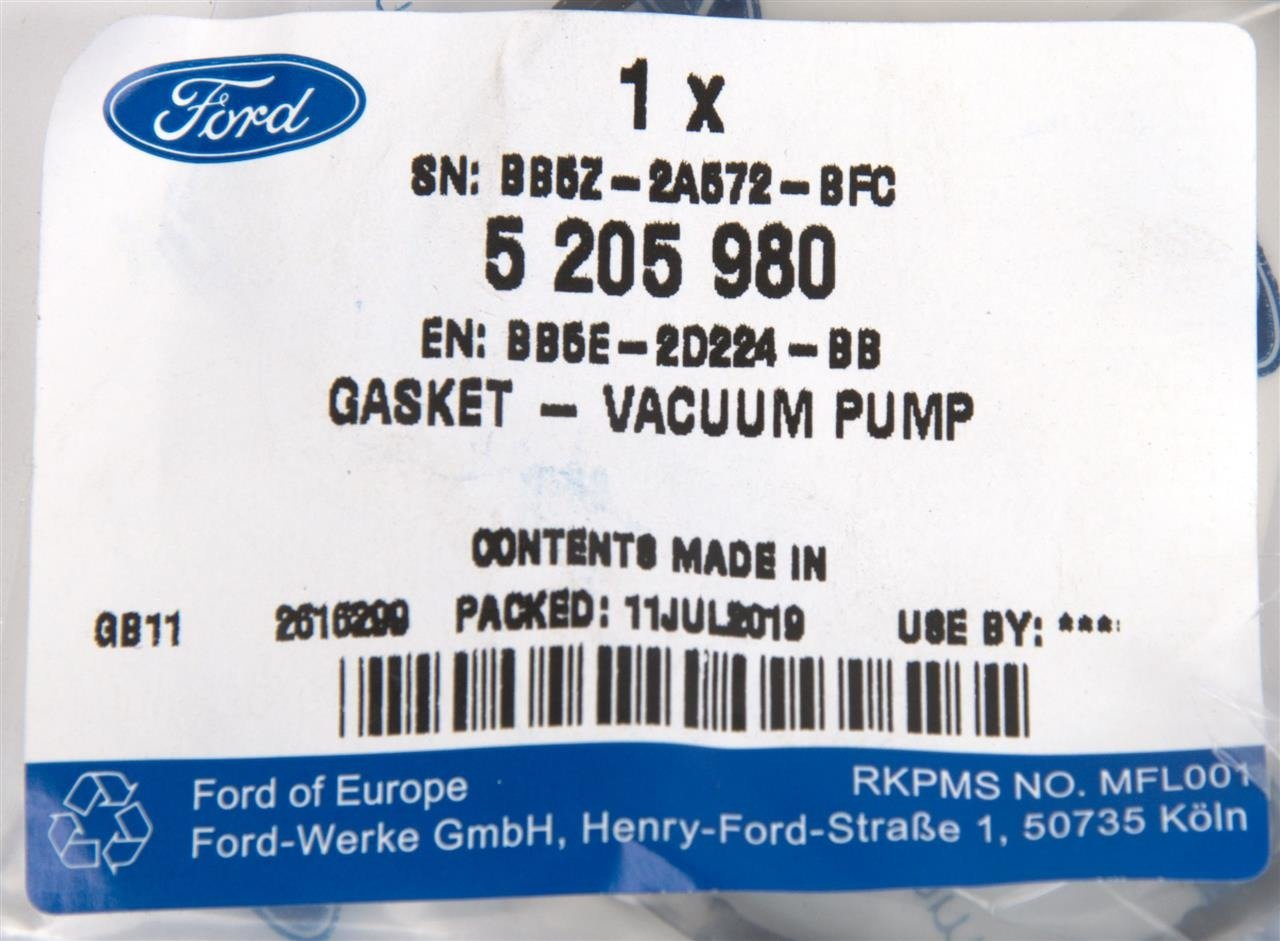 Ford
1 x
SN: BB5Z-2A572-BFC
5 205 980
EN: BB5E-2D224-BB
GASKET - VACUUM PUMP
CONTENTS MADE IN
GB11 2616299 PACKED: 11JUL2019 USE BY: ***
Ford of Europe RKPMS NO. MFL001
Ford-Werke GmbH, Henry-Ford-Straße 1, 50735 Köln